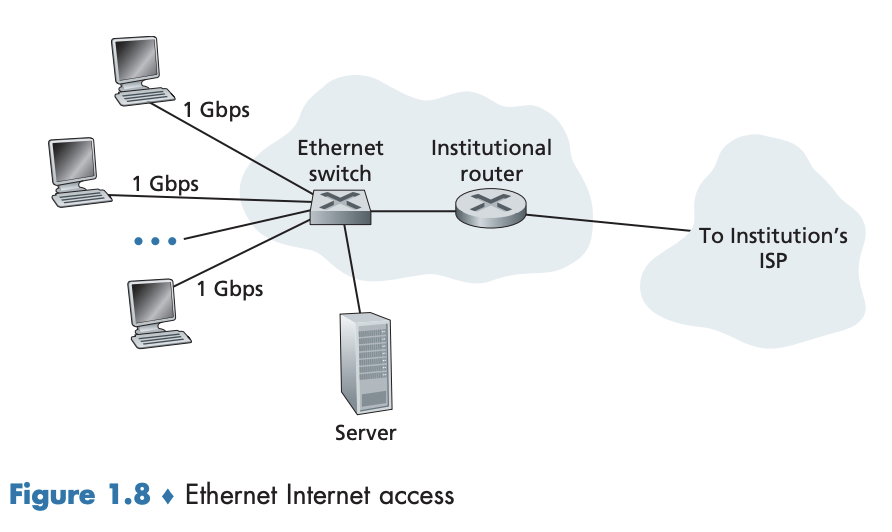 1 Gbps
Ethernet
switch
Institutional
router
1 Gbps
To Institution's
ISP
1 Gbps
Server
Figure 1.8 ♦ Ethernet Internet access